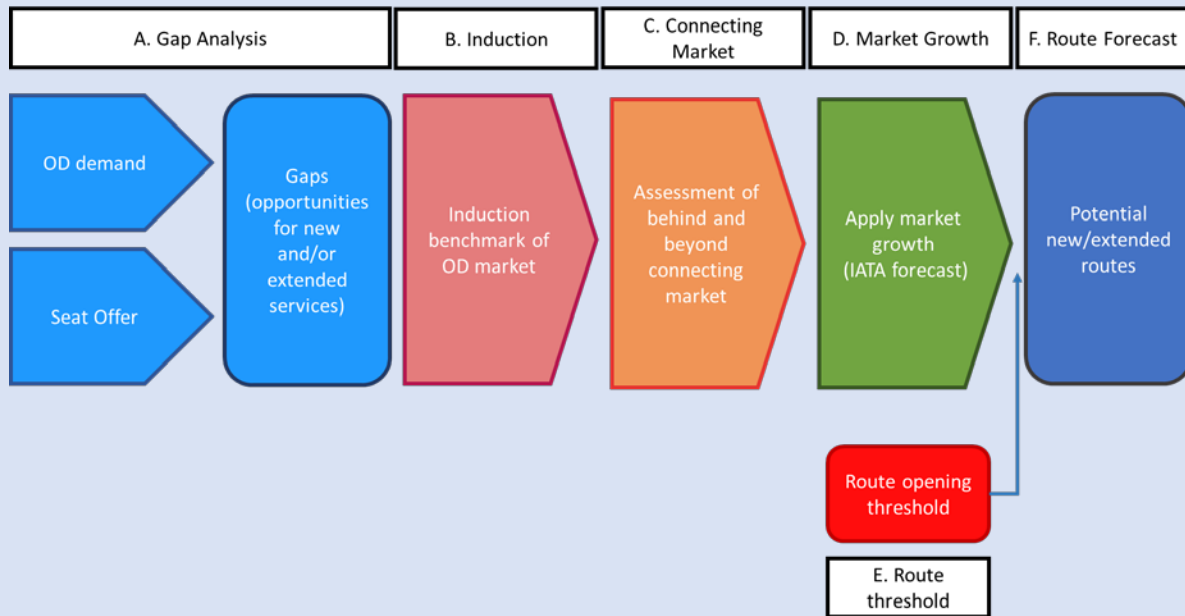 A. Gap Analysis
B. Induction
C. Connecting
Market
D. Market Growth
F. Route Forecast
OD demand
Seat Offer
Gaps
(opportunities
for new
and/or
extended
services)
Induction
benchmark of
OD market
Assessment of
behind and
beyond
connecting
market
Apply market
growth
(IATA forecast)
Potential
new/extended
routes
Route opening
threshold
E. Route
threshold